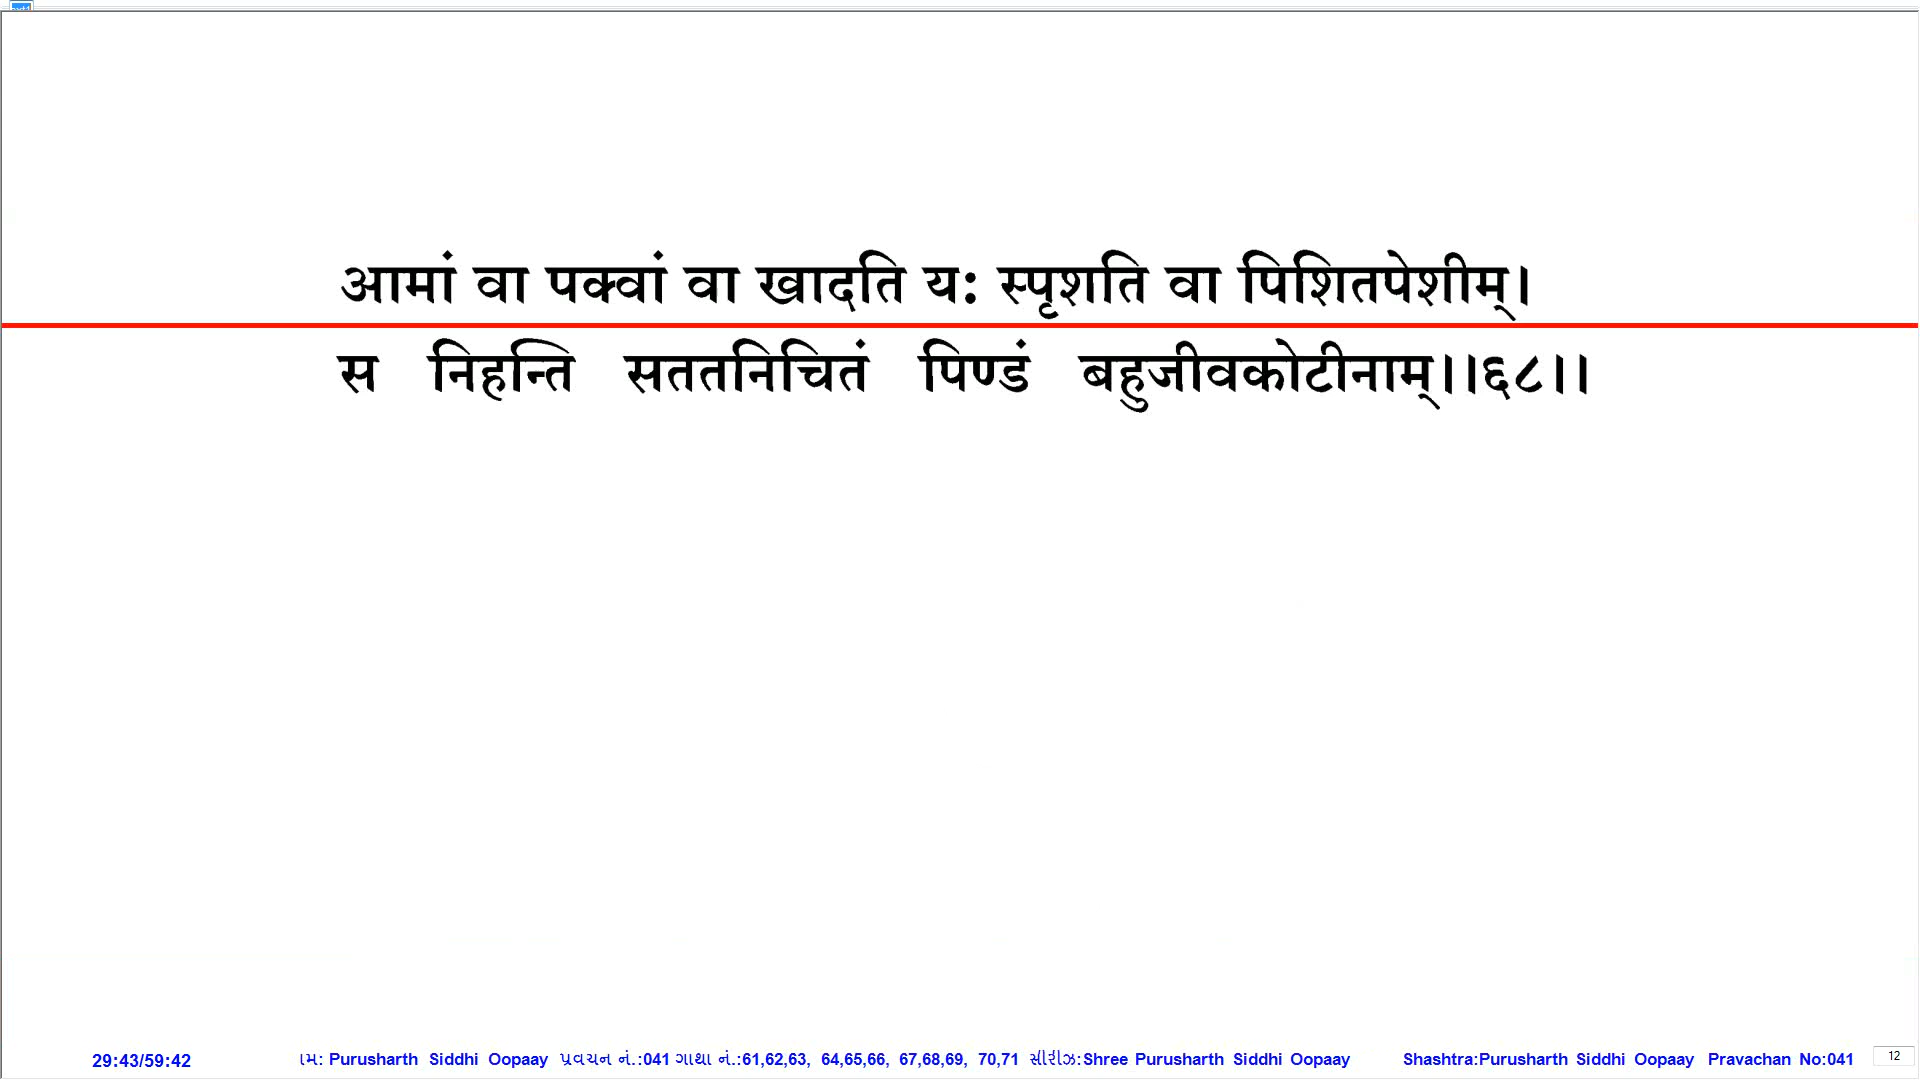 आमां वा पक्वां वा खादति यः स्पृशति वा पिशितपेशीम्।
स निहन्ति सततनिचितं पिण्डं बहुजीवकोटीनाम्।।६८।।
29:43/59:42 ામ: Purusharth Siddhi Oopaay પ્રવચન નં.:041 ગાથા નં.:61,62,63, 64,65,66, 67,68,69, 70,71 સીરીઝ:Shree Purusharth Siddhi Oopaay Shashtra:Purusharth Siddhi Oopaay Pravachan No:041 12